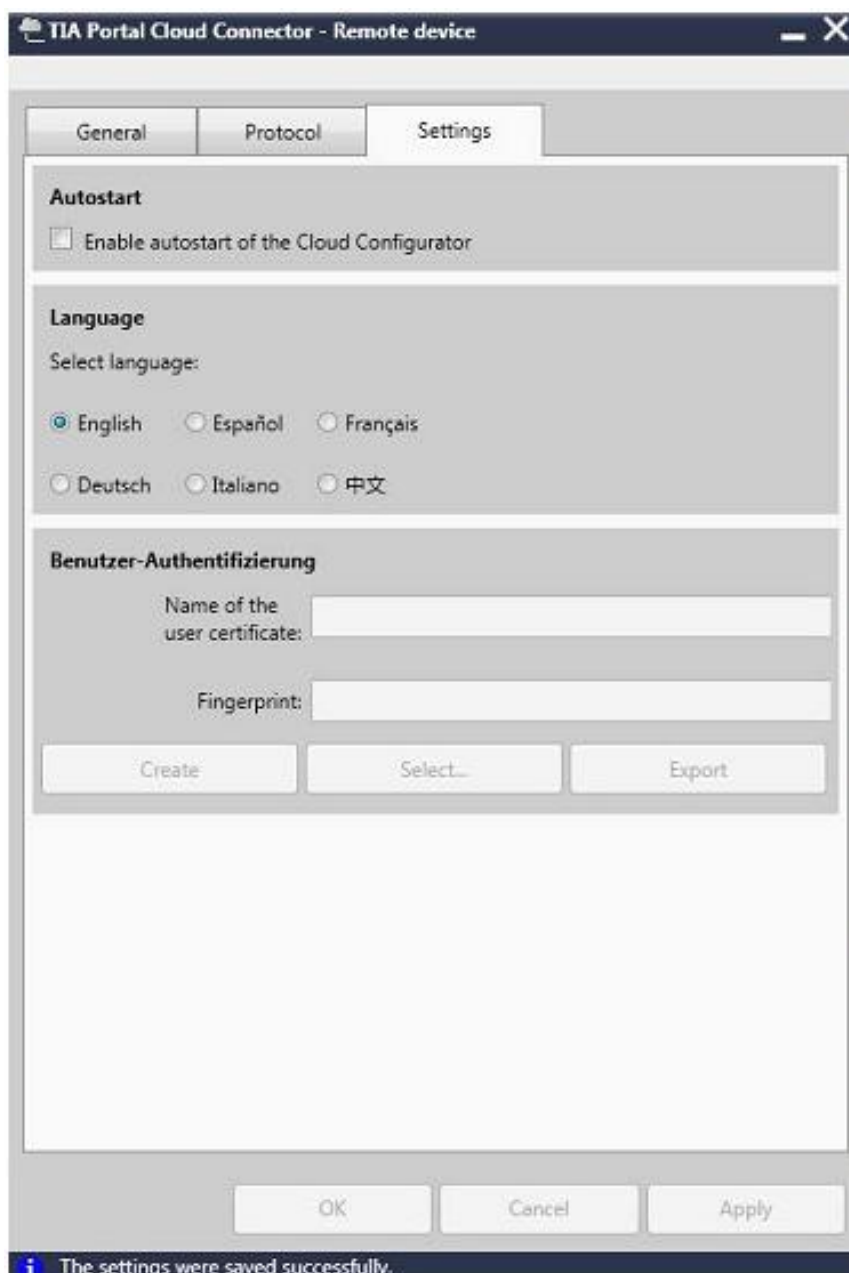 TIA Portal Cloud Connector - Remote device
General Protocol Settings
Autostart
Enable autostart of the Cloud Configurator
Language
Select language:
English Español Français
Deutsch Italiano 中文
Benutzer-Authentifizierung
Name of the
user certificate:
Fingerprint:
Create Select... Export
OK Cancel Apply
The settings were saved successfully.